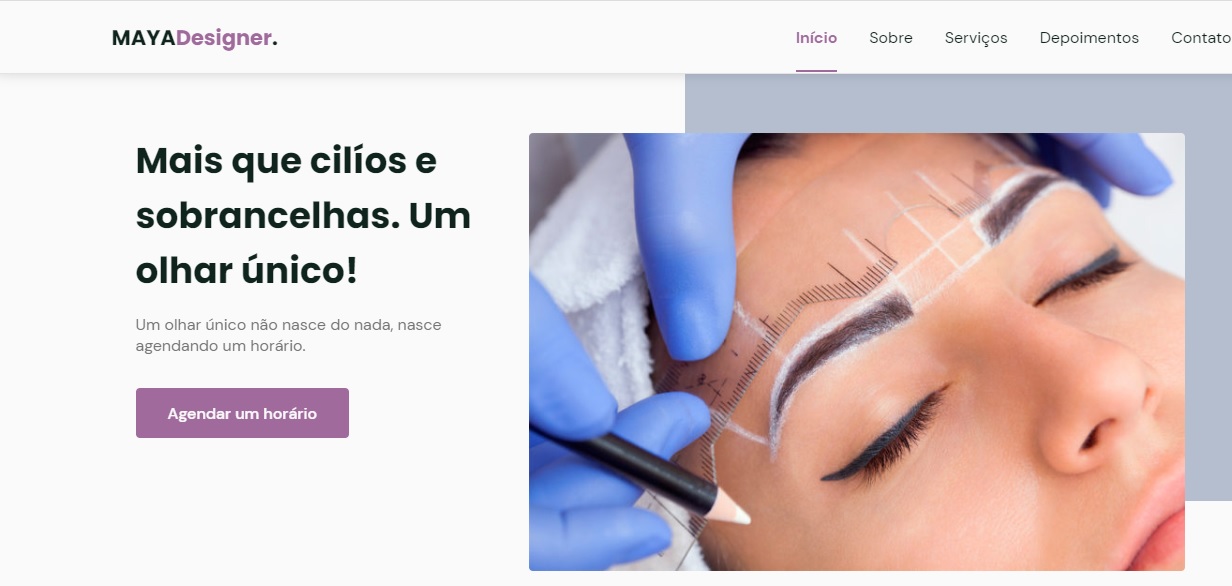 MAYADesigner.
Início Sobre Serviços Depoimentos Contato
Mais que cilíos e
sobrancelhas. Um
olhar único!
Um olhar único não nasce do nada, nasce
agendando um horário.
Agendar um horário